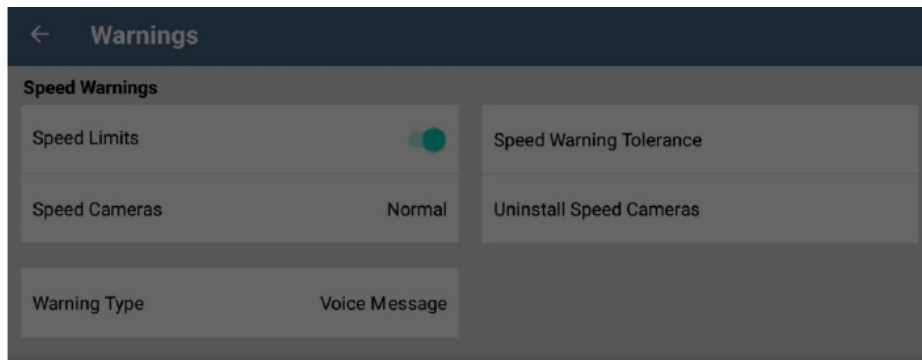 Warnings
Speed Warnings
Speed Limits
Speed Warning Tolerance
Speed Cameras Normal
Uninstall Speed Cameras
Warning Type Voice Message